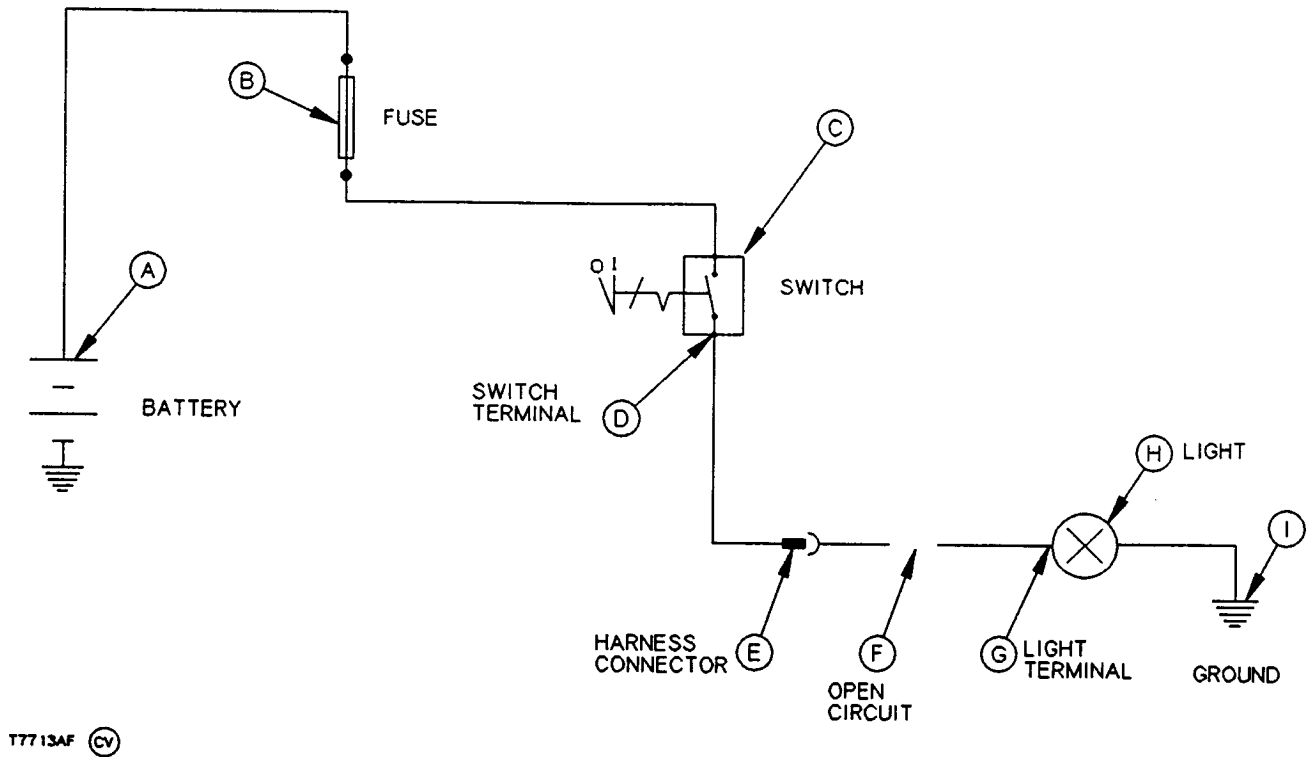 B
FUSE
C
A
O I
SWITCH
BATTERY
SWITCH
TERMINAL
D
H LIGHT
I
HARNESS
CONNECTOR
E
F
OPEN
CIRCUIT
G LIGHT
TERMINAL
GROUND
T7713AF CV